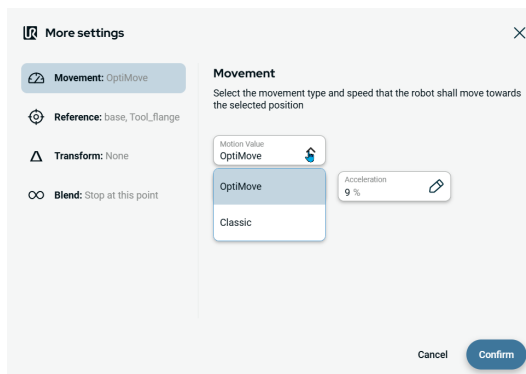 More settings
Movement: OptiMove
Reference: base, Tool_flange
Transform: None
Blend: Stop at this point
Movement
Select the movement type and speed that the robot shall move towards
the selected position
Motion Value
OptiMove
OptiMove
Classic
Acceleration
9 %
Cancel
Confirm